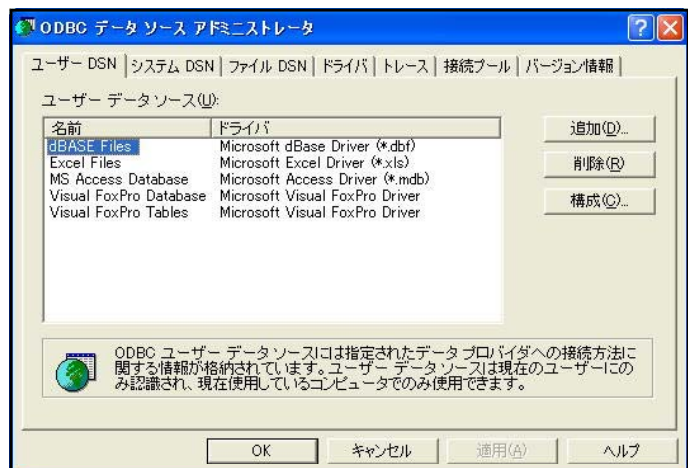 ODBC データ ソース アドミニストレータ
ユーザー DSN システム DSN ファイル DSN ドライバ トレース 接続プール バージョン情報
ユーザー データ ソース(U):
名前 ドライバ
dBASE Files Microsoft dBase Driver (*.dbf)
Excel Files Microsoft Excel Driver (*.xls)
MS Access Database Microsoft Access Driver (*.mdb)
Visual FoxPro Database Microsoft Visual FoxPro Driver
Visual FoxPro Tables Microsoft Visual FoxPro Driver
追加(D)...
削除(R)
構成(C)...
ODBC ユーザー データ ソースには指定されたデータ プロバイダへの接続方法に
関する情報が格納されています。ユーザー データ ソースは現在のユーザーにの
み認識され、現在使用しているコンピュータでのみ使用できます。
OK キャンセル 適用(A) ヘルプ